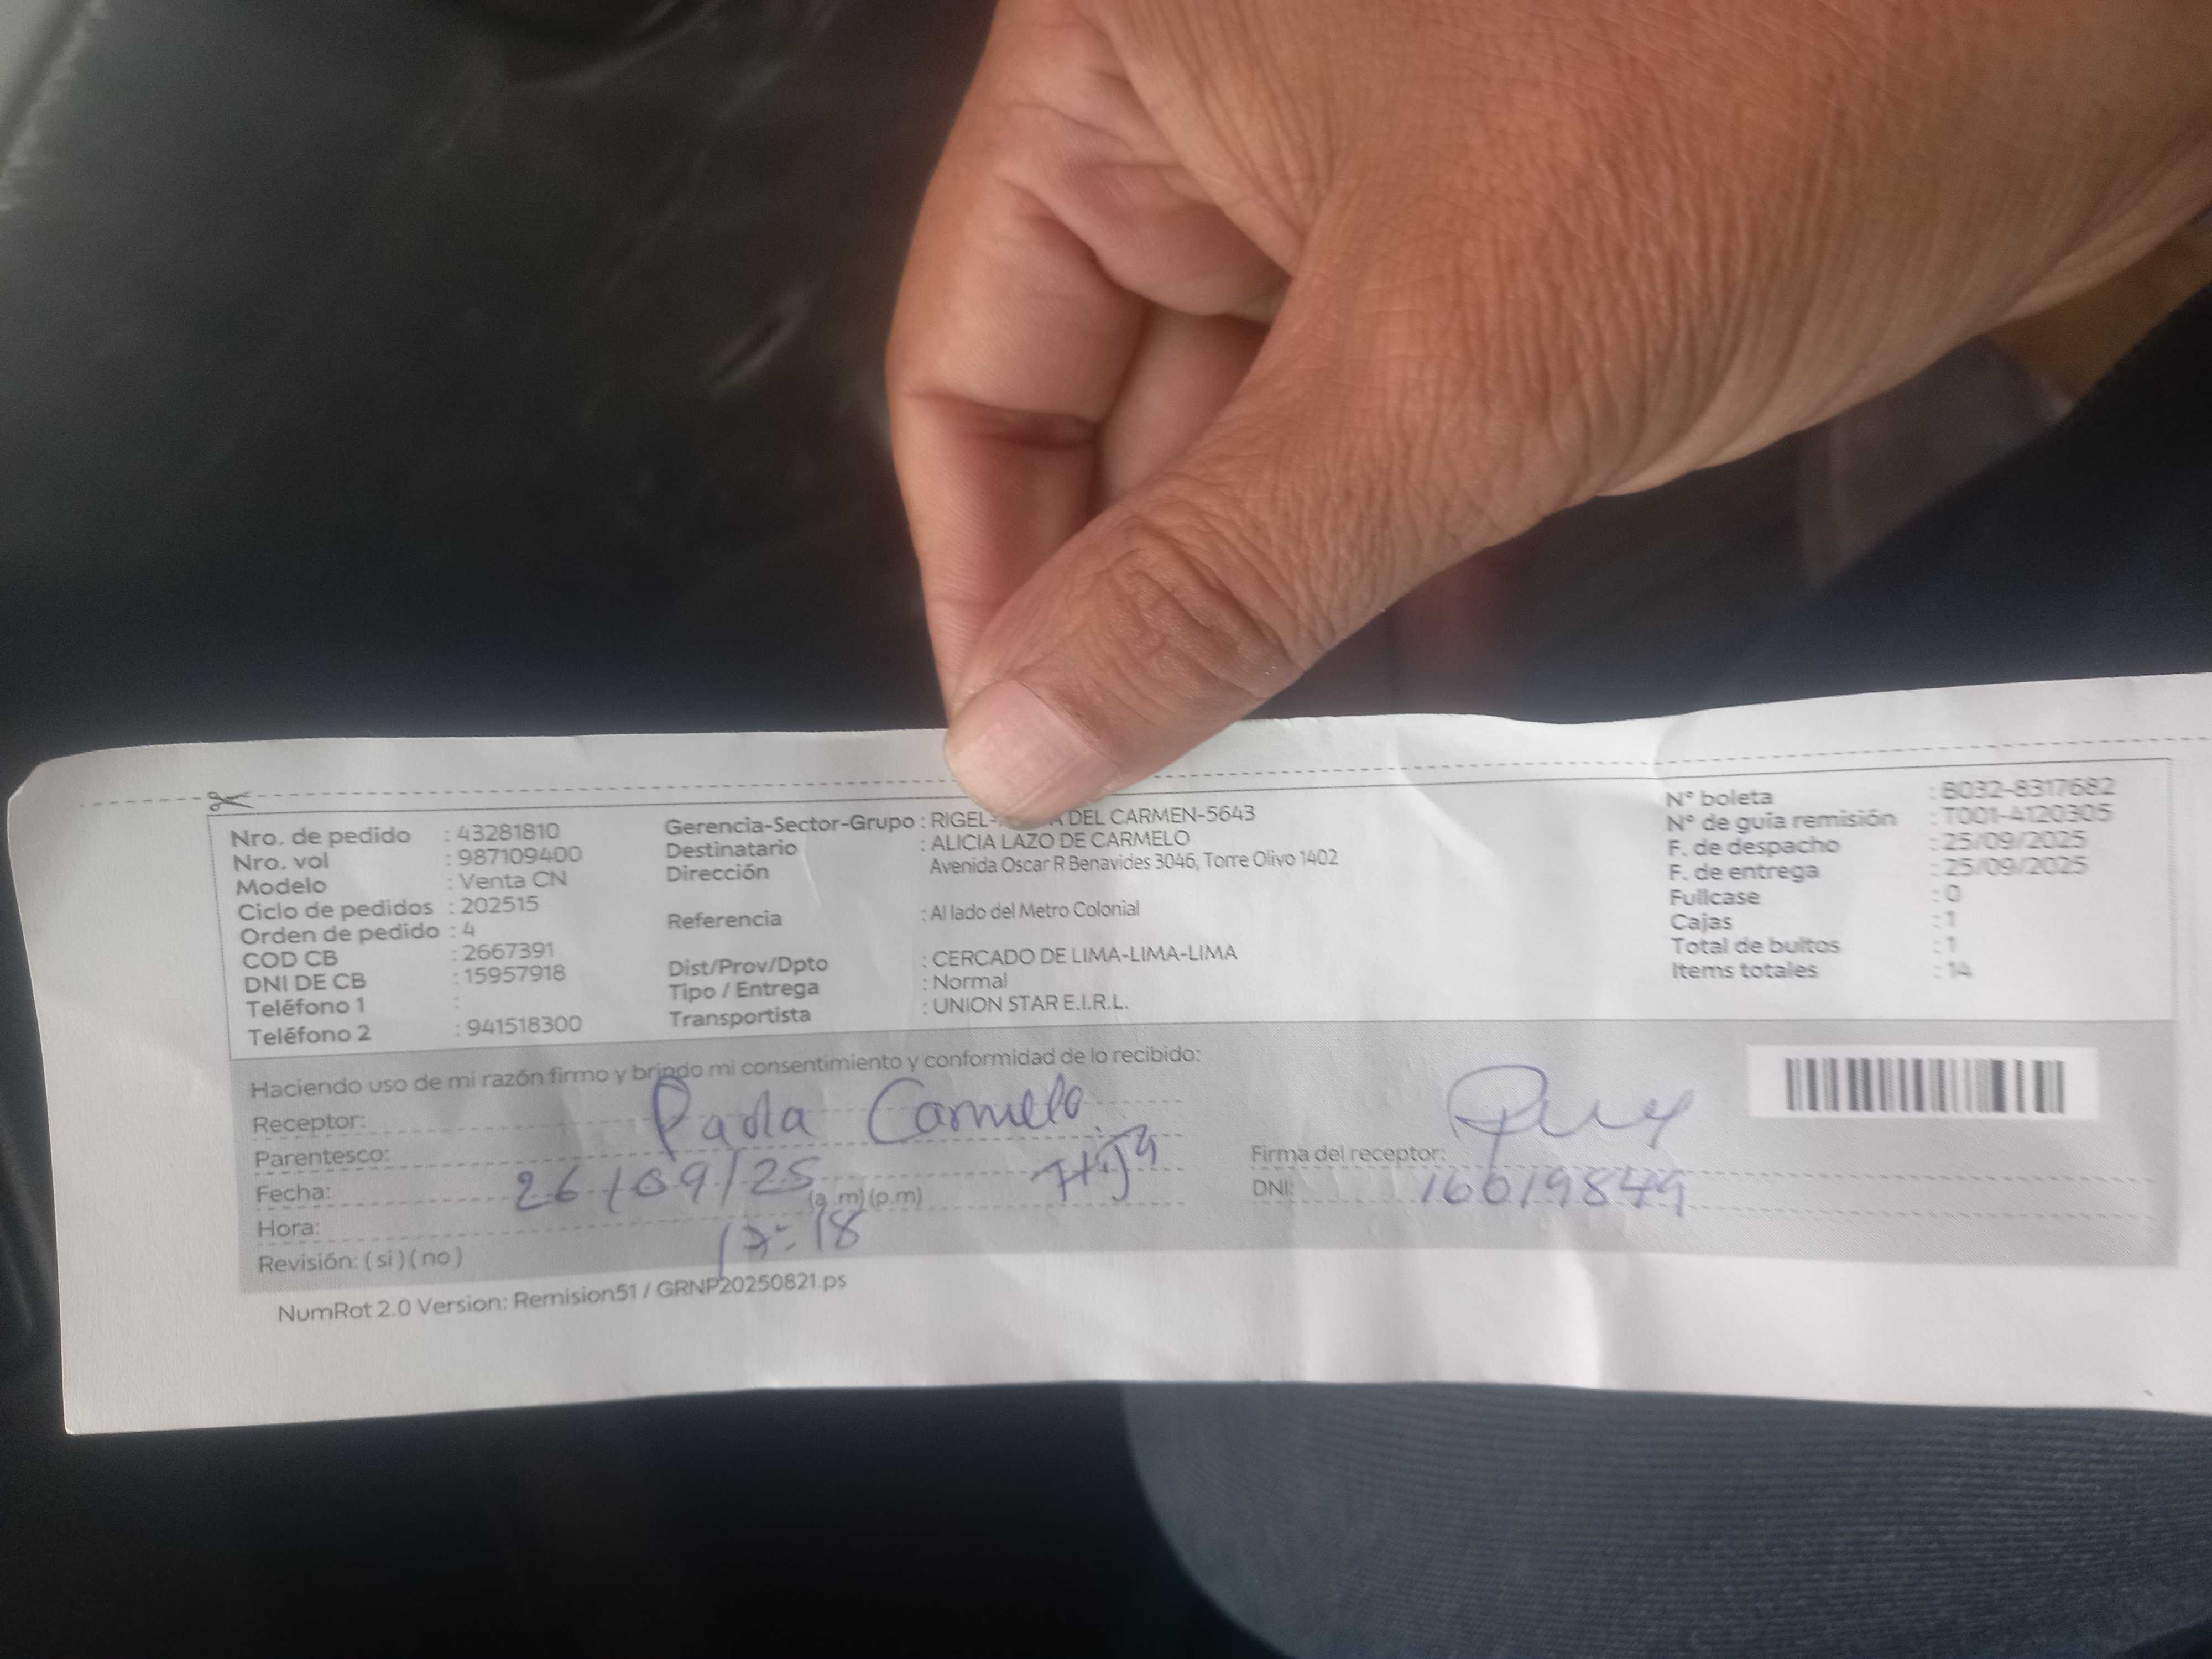 Nro. de pedido : 43281810
Nro. vol : 987109400
Modelo : Venta CN
Ciclo de pedidos : 202515
Orden de pedido : 4
COD CB : 2667391
DNI DE CB : 15957918
Teléfono 1 :
Teléfono 2 : 941518300
Gerencia-Sector-Grupo : RIGEL- DEL CARMEN-5643
Destinatario : ALICIA LAZO DE CARMELO
Dirección Avenida Oscar R Benavides 3046, Torre Olivo 1402
Referencia : Al lado del Metro Colonial
Dist/Prov/Dpto : CERCADO DE LIMA-LIMA-LIMA
Tipo / Entrega : Normal
Transportista : UNION STAR E.I.R.L.
N° boleta : B032-8317682
N° de guía remisión : T001-4120305
F. de despacho : 25/09/2025
F. de entrega : 25/09/2025
Fullcase : 0
Cajas : 1
Total de bultos : 1
Items totales : 14
Haciendo uso de mi razón firmo y brindo mi consentimiento y conformidad de lo recibido:
Receptor: Paola Carmelo
Parentesco: Hija
Fecha: 26/09/25
(a.m) (p.m)
Hora: 17:18
Revisión: ( si ) ( no )
Firma del receptor:
DNI: 16019849
NumRot 2.0 Version: Remision51 / GRNP20250821.ps